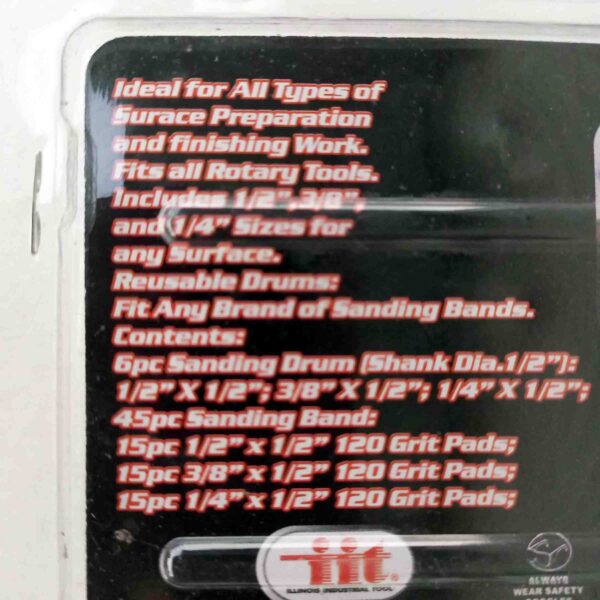 Ideal for All Types of
Surace Preparation
and finishing Work.
Fits all Rotary Tools.
Includes 1/2",3/8",
and 1/4" Sizes for
any Surface.
Reusable Drums:
Fit Any Brand of Sanding Bands.
Contents:
6pc Sanding Drum (Shank Dia.1/2"):
1/2" X 1/2"; 3/8" X 1/2"; 1/4" X 1/2";
45pc Sanding Band:
15pc 1/2" x 1/2" 120 Grit Pads;
15pc 3/8" x 1/2" 120 Grit Pads;
15pc 1/4" x 1/2" 120 Grit Pads;
iit®
ILLINOIS INDUSTRIAL TOOL
ALWAYS
WEAR SAFETY